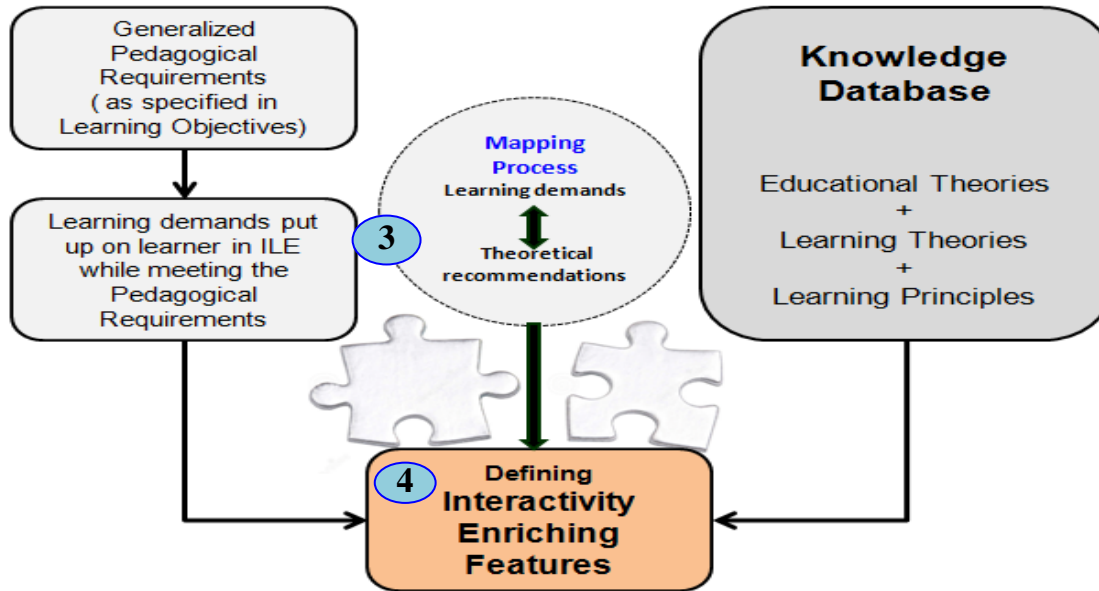 Generalized
Pedagogical
Requirements
( as specified in
Learning Objectives)
Learning demands put
up on learner in ILE
while meeting the
Pedagogical
Requirements
3
Mapping
Process
Learning demands
Theoretical
recommendations
Knowledge
Database
Educational Theories
+
Learning Theories
+
Learning Principles
4
Defining
Interactivity
Enriching
Features